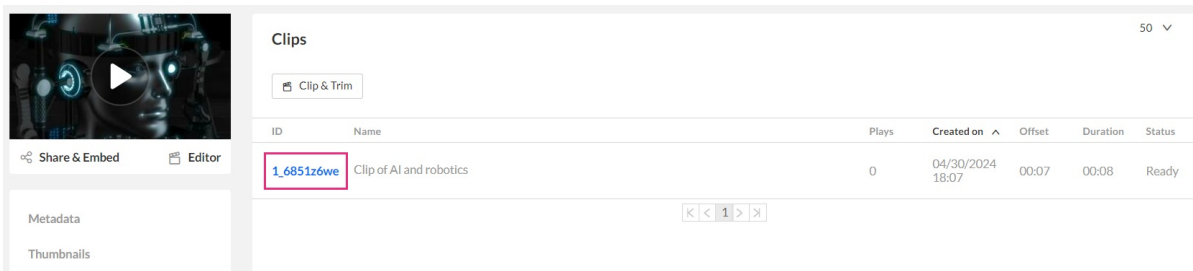 Clips
50
Clip & Trim
ID Name Plays Created on Offset Duration Status
1_6851z6we Clip of AI and robotics 0 04/30/2024 18:07 00:07 00:08 Ready
1
Share & Embed Editor
Metadata
Thumbnails